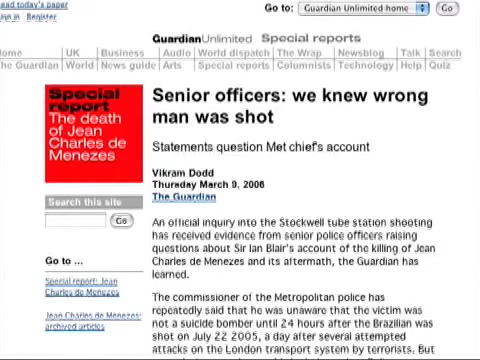 ead today's paper
Go to:
Guardian Unlimited home
Go
ign in Register
GuardianUnlimited Special reports
ome UK Business Audio World dispatch The Wrap Newsblog Talk Search
he Guardian World News guide Arts Special reports Columnists Technology Help Quiz
Special
report
The death
of Jean
Charles de
Menezes
Search this site
Go
Go to ...
Special report: Jean
Charles de Menezes
Jean Charles de Menezes:
archived articles
Senior officers: we knew wrong
man was shot
Statements question Met chief's account
Vikram Dodd
Thursday March 9, 2006
The Guardian
An official inquiry into the Stockwell tube station shooting
has received evidence from senior police officers raising
questions about Sir Ian Blair's account of the killing of Jean
Charles de Menezes and its aftermath, the Guardian has
learned.
The commissioner of the Metropolitan police has
repeatedly said that he was unaware that the victim was
not a suicide bomber until 24 hours after the Brazilian was
shot on July 22 2005, a day after several attempted
attacks on the London transport system by terrorists. But